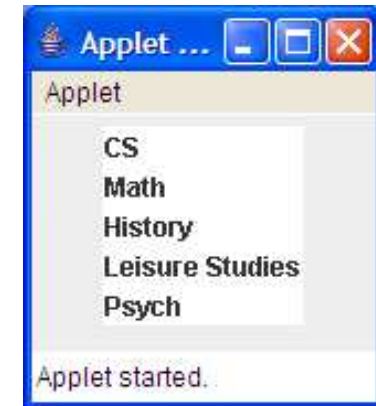 Applet ...
Applet
CS
Math
History
Leisure Studies
Psych
Applet started.